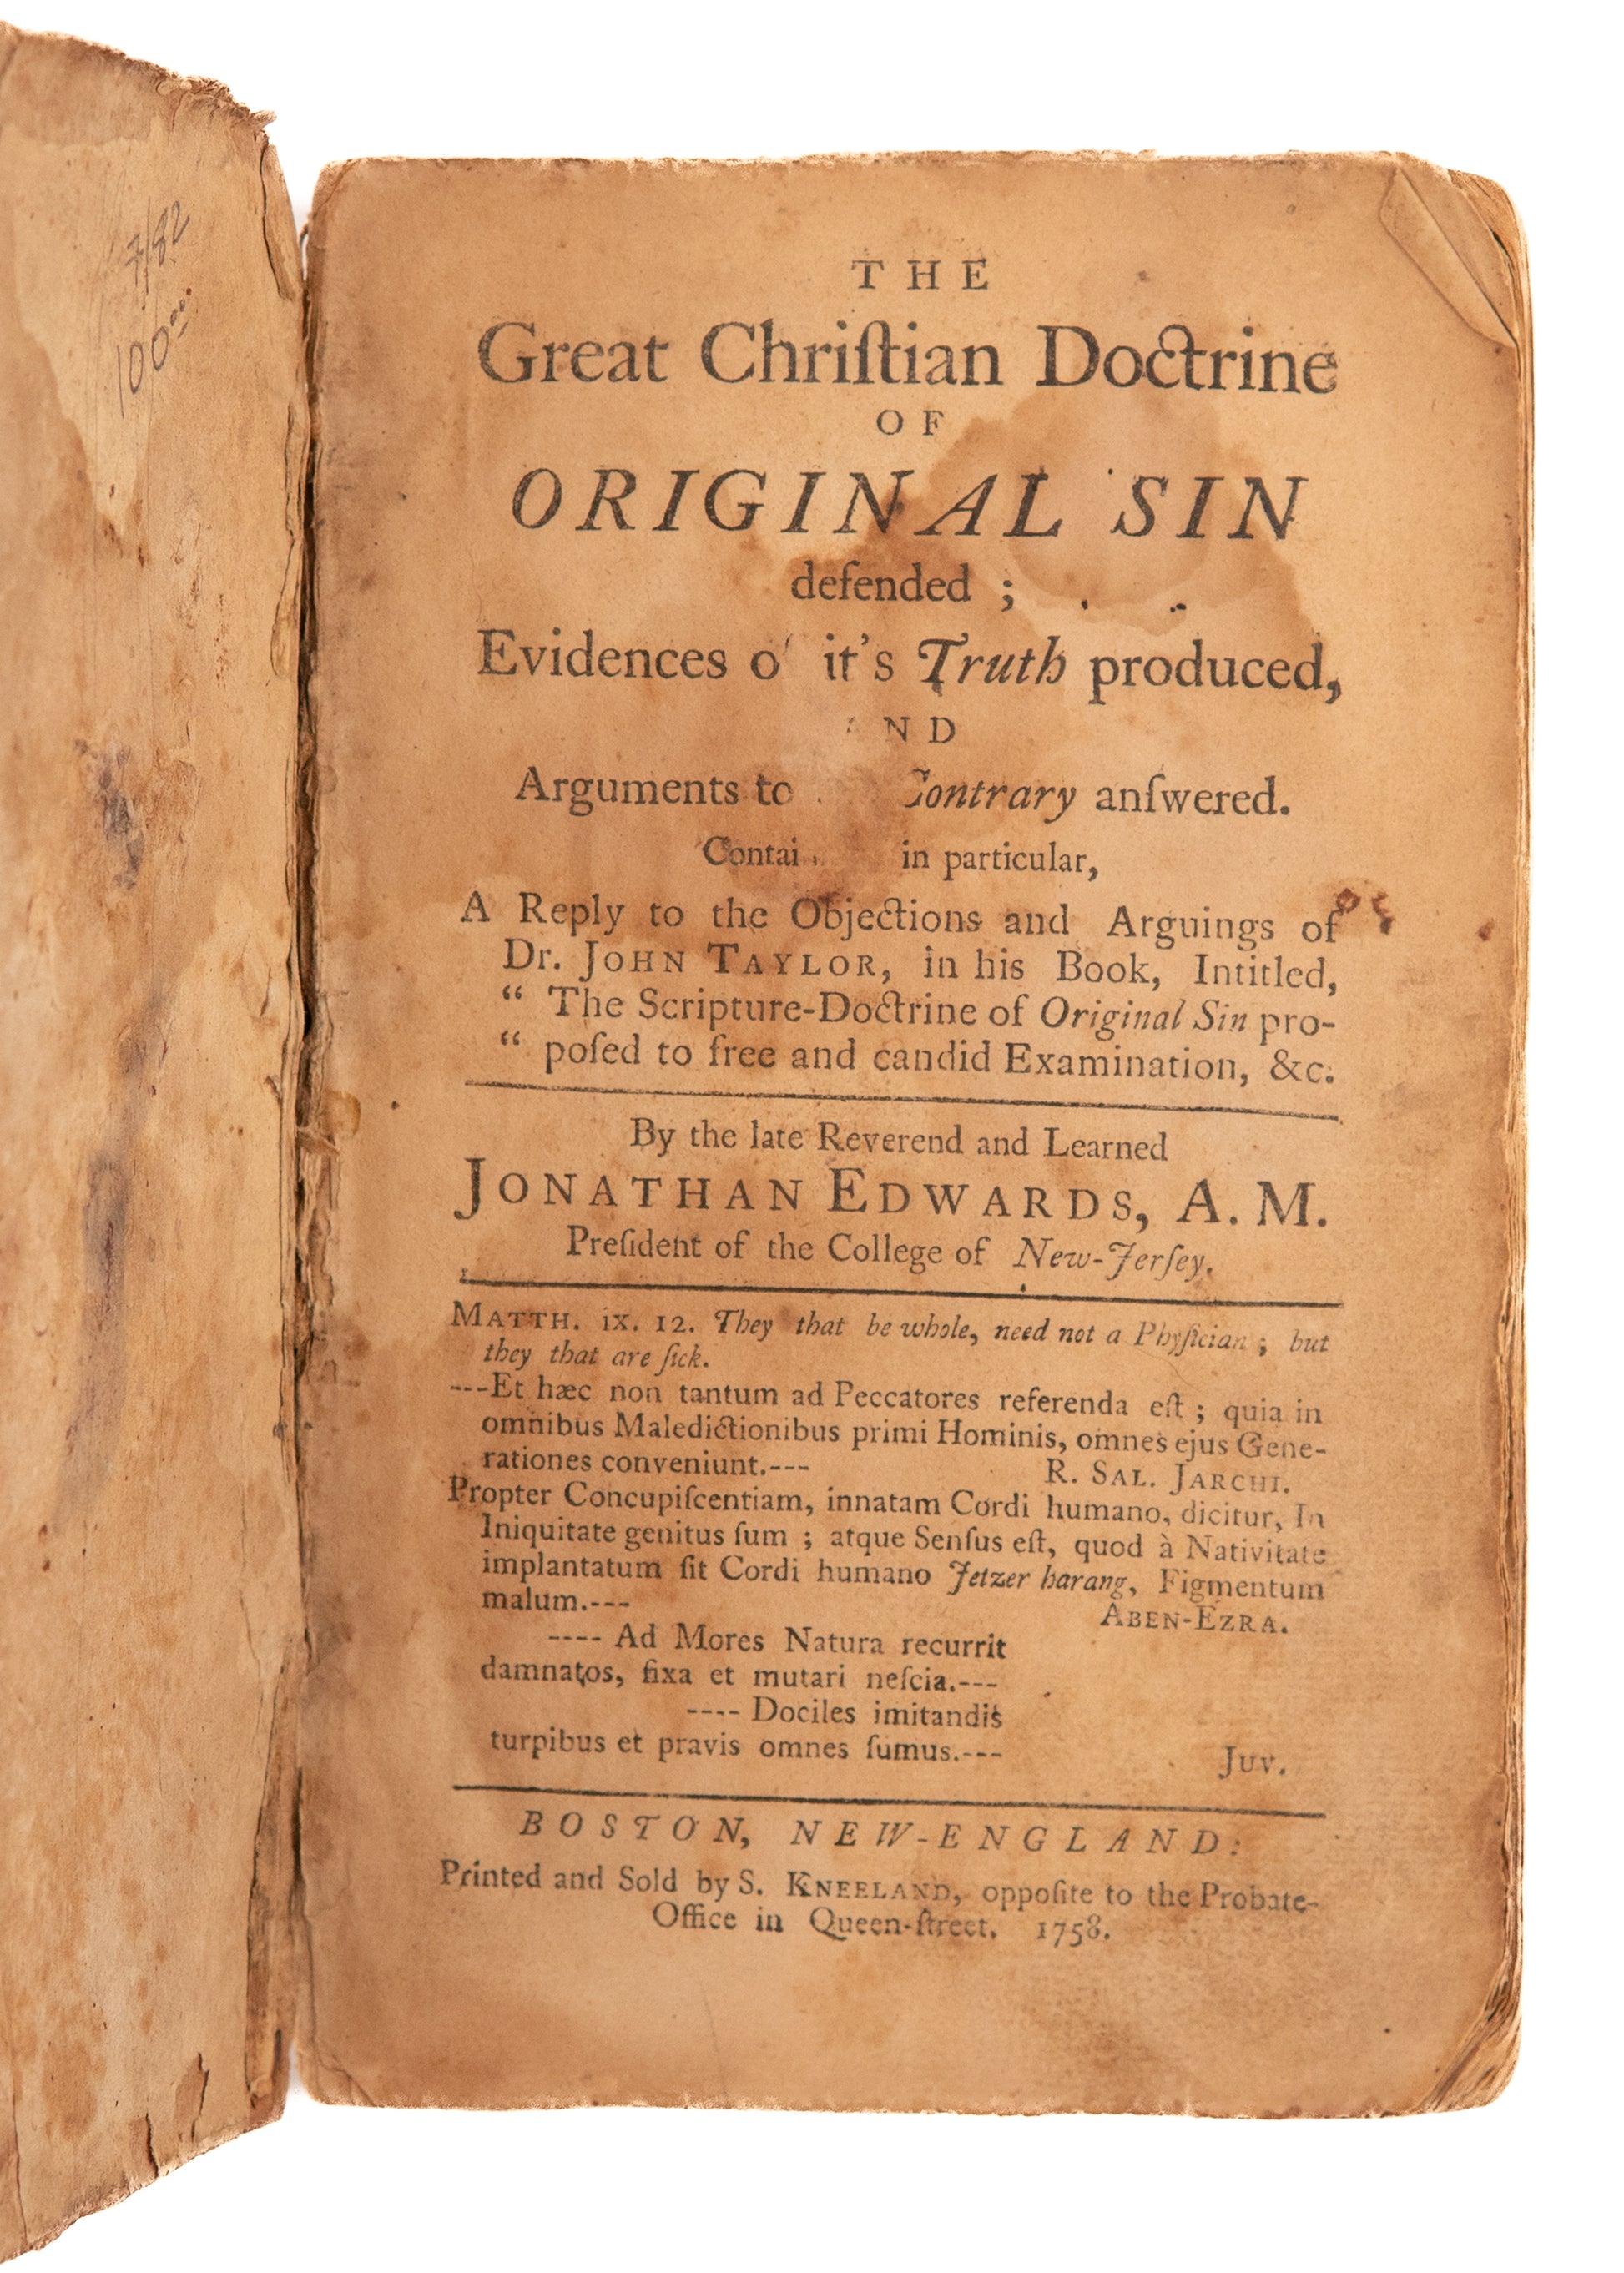 7/82
100.00
THE
Great Chriſtian Doctrine
OF
ORIGINAL SIN
defended ;
Evidences o it's Truth produced,
ND
Arguments to Contrary anſwered.
Contai in particular,
A Reply to the Objections and Arguings of
Dr. JOHN TAYLOR, in his Book, Intitled,
“ The Scripture-Doctrine of Original Sin pro-
“ poſed to free and candid Examination, &c.
By the late Reverend and Learned
JONATHAN EDWARDS, A. M.
Preſident of the College of New-Jerſey.
MATTH. ix. 12. They that be whole, need not a Phyſician ; but
they that are ſick.
---Et hæc non tantum ad Peccatores referenda eſt ; quia in
omnibus Maledictionibus primi Hominis, omnes ejus Gene-
rationes conveniunt.--- R. SAL. JARCHI.
Propter Concupiſcentiam, innatam Cordi humano, dicitur, In
Iniquitate genitus ſum ; atque Senſus eſt, quod à Nativitate
implantatum ſit Cordi humano Jetzer harang, Figmentum
malum.--- ABEN-EZRA.
---- Ad Mores Natura recurrit
damnatos, fixa et mutari neſcia.---
---- Dociles imitandis
turpibus et pravis omnes ſumus.--- JUV.
BOSTON, NEW-ENGLAND:
Printed and Sold by S. KNEELAND, oppoſite to the Probate-
Office in Queen-ſtreet. 1758.